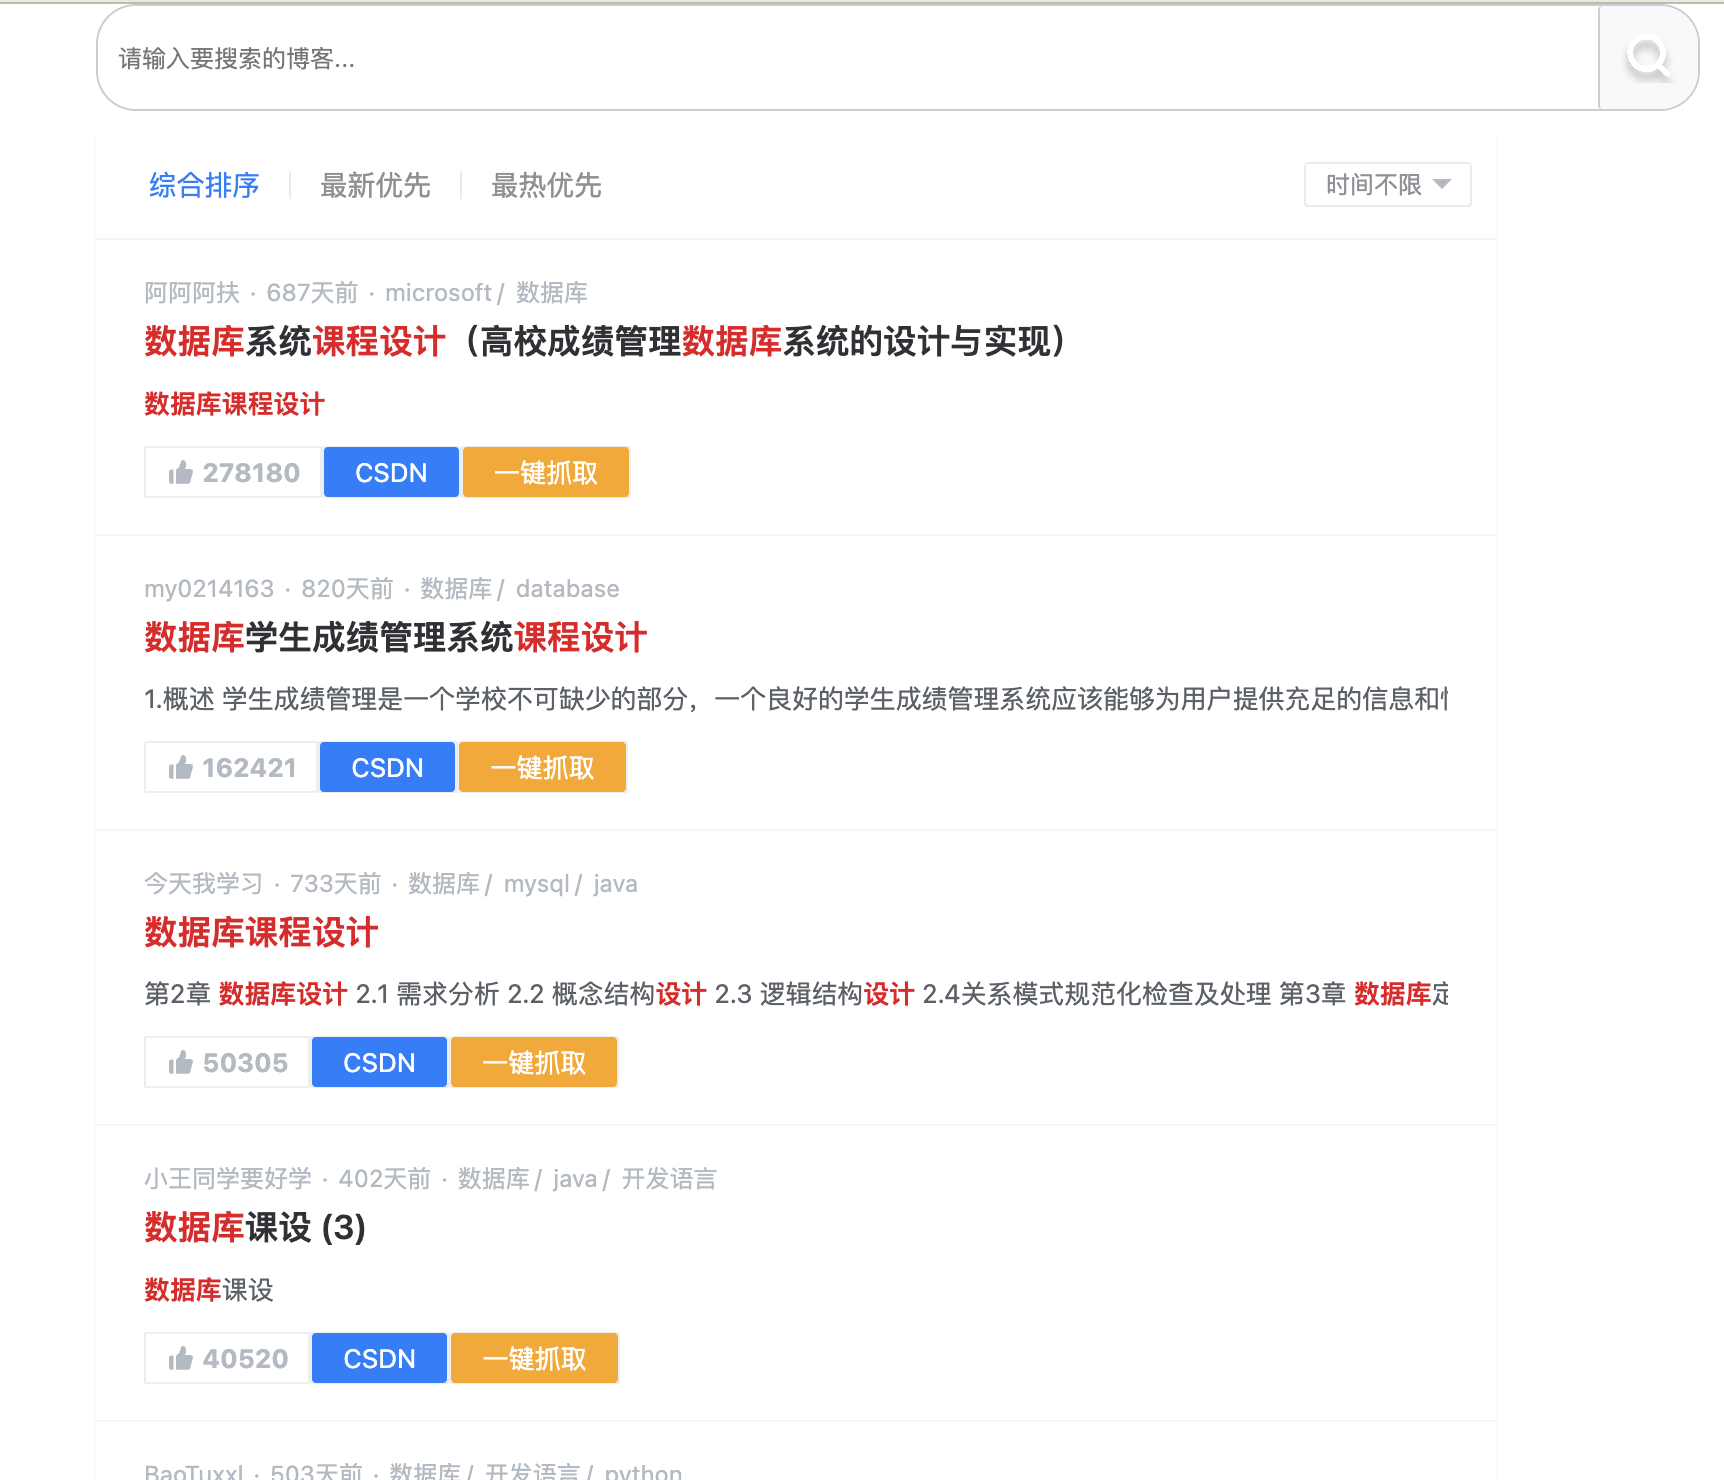 请输入要搜索的博客...
综合排序 最新优先 最热优先 时间不限
阿阿阿扶 · 687天前 · microsoft/ 数据库
数据库系统课程设计（高校成绩管理数据库系统的设计与实现）
数据库课程设计
278180 CSDN 一键抓取
my0214163 · 820天前 · 数据库/ database
数据库学生成绩管理系统课程设计
1.概述 学生成绩管理是一个学校不可缺少的部分，一个良好的学生成绩管理系统应该能够为用户提供充足的信息和
162421 CSDN 一键抓取
今天我学习 · 733天前 · 数据库/ mysql/ java
数据库课程设计
第2章 数据库设计 2.1 需求分析 2.2 概念结构设计 2.3 逻辑结构设计 2.4关系模式规范化检查及处理 第3章 数据库定
50305 CSDN 一键抓取
小王同学要好学 · 402天前 · 数据库/ java/ 开发语言
数据库课设 (3)
数据库课设
40520 CSDN 一键抓取
BaoTuxxl · 503天前 · 数据库/ 开发语言/ python